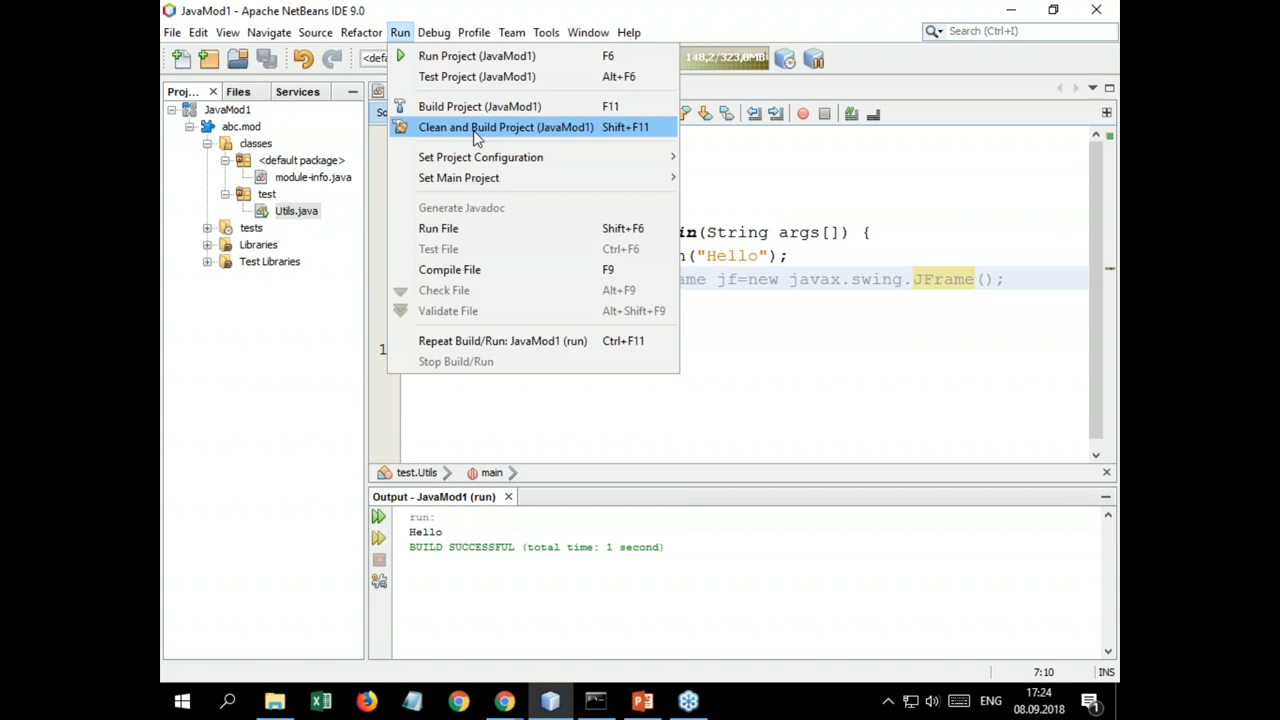 JavaMod1 - Apache NetBeans IDE 9.0
File Edit View Navigate Source Refactor Run Debug Profile Team Tools Window Help
Search (Ctrl+I)
<defa
148,2/323,0MB
Run Project (JavaMod1) F6
Test Project (JavaMod1) Alt+F6
Build Project (JavaMod1) F11
Clean and Build Project (JavaMod1) Shift+F11
Set Project Configuration
Set Main Project
Generate Javadoc
Run File Shift+F6
Test File Ctrl+F6
Compile File F9
Check File Alt+F9
Validate File Alt+Shift+F9
Repeat Build/Run: JavaMod1 (run) Ctrl+F11
Stop Build/Run
Proj... Files Services
JavaMod1
abc.mod
classes
<default package>
module-info.java
test
Utils.java
tests
Libraries
Test Libraries
So
in(String args[]) {
n("Hello");
ame jf=new javax.swing.JFrame();
1
test.Utils main
Output - JavaMod1 (run)
run:
Hello
BUILD SUCCESSFUL (total time: 1 second)
7:10 INS
ENG
17:24
08.09.2018
1